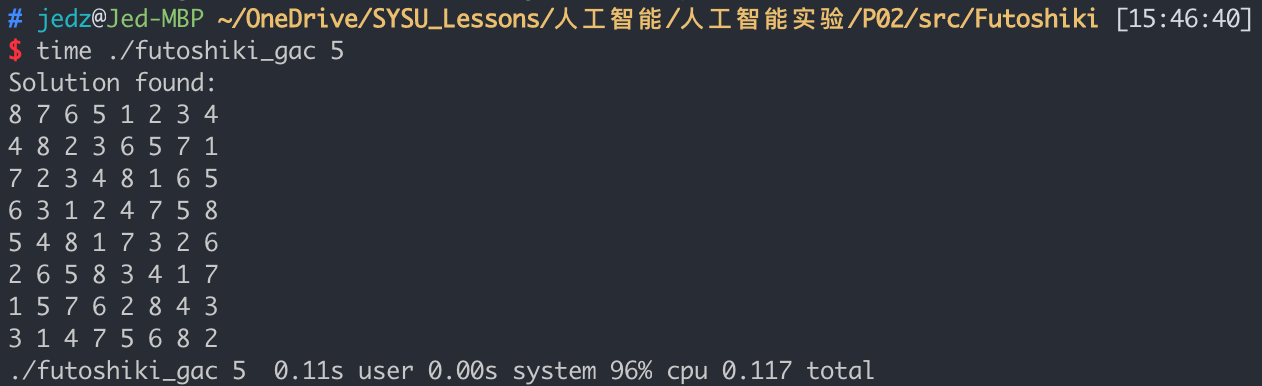 # jedz@Jed-MBP ~/OneDrive/SYSU_Lessons/人工智能/人工智能实验/P02/src/Futoshiki [15:46:40]
$ time ./futoshiki_gac 5
Solution found:
8 7 6 5 1 2 3 4
4 8 2 3 6 5 7 1
7 2 3 4 8 1 6 5
6 3 1 2 4 7 5 8
5 4 8 1 7 3 2 6
2 6 5 8 3 4 1 7
1 5 7 6 2 8 4 3
3 1 4 7 5 6 8 2
./futoshiki_gac 5  0.11s user 0.00s system 96% cpu 0.117 total